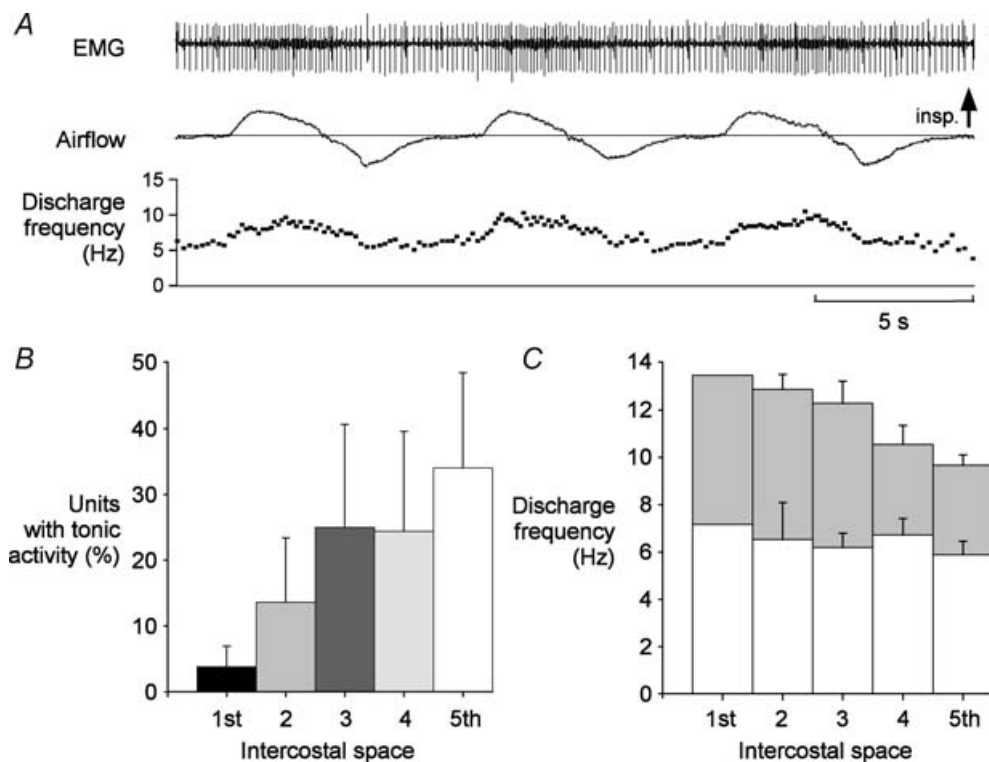 A
EMG
insp.
Airflow
15
Discharge
frequency
(Hz)
10
5
0
5 s
B
50
40
30
20
10
0
Units
with tonic
activity (%)
1st 2 3 4 5th
Intercostal space
C
14
12
10
8
6
4
2
0
Discharge
frequency
(Hz)
1st 2 3 4 5th
Intercostal space